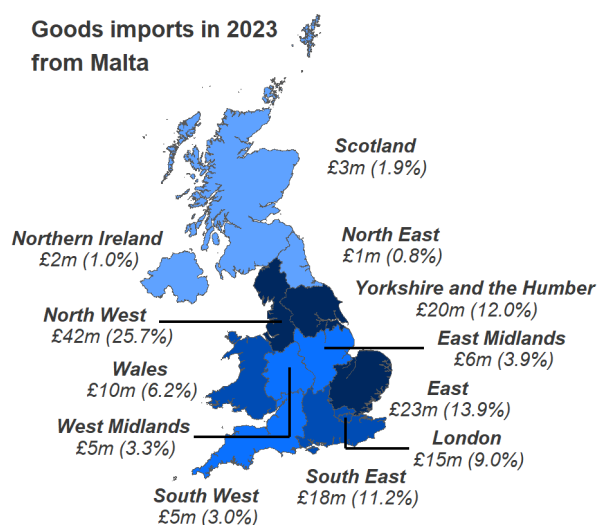 Goods imports in 2023
from Malta
Scotland
£3m (1.9%)
Northern Ireland
£2m (1.0%)
North East
£1m (0.8%)
Yorkshire and the Humber
£20m (12.0%)
North West
£42m (25.7%)
East Midlands
£6m (3.9%)
Wales
£10m (6.2%)
East
£23m (13.9%)
West Midlands
£5m (3.3%)
London
£15m (9.0%)
South East
£18m (11.2%)
South West
£5m (3.0%)